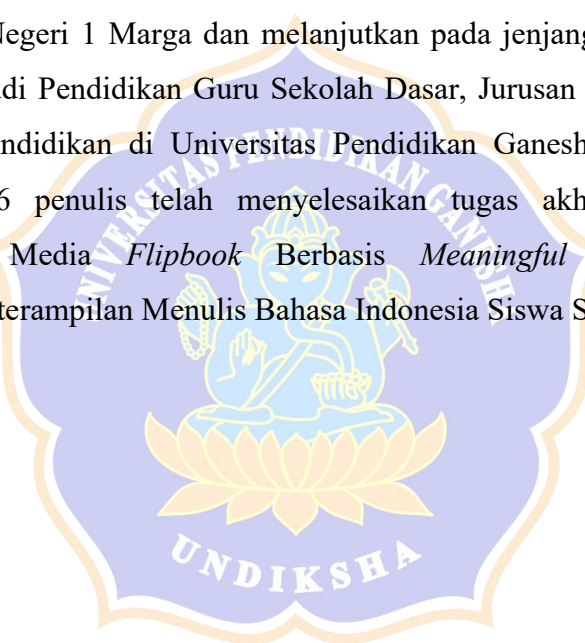 Negeri 1 Marga dan melanjutkan pada jenjang
di Pendidikan Guru Sekolah Dasar, Jurusan
ndidikan di Universitas Pendidikan Ganesh
6 penulis telah menyelesaikan tugas akh
Media Flipbook Berbasis Meaningful
terampilan Menulis Bahasa Indonesia Siswa S
UNIVERSITAS PENDIDIKAN GANESHA
UNDIKSHA